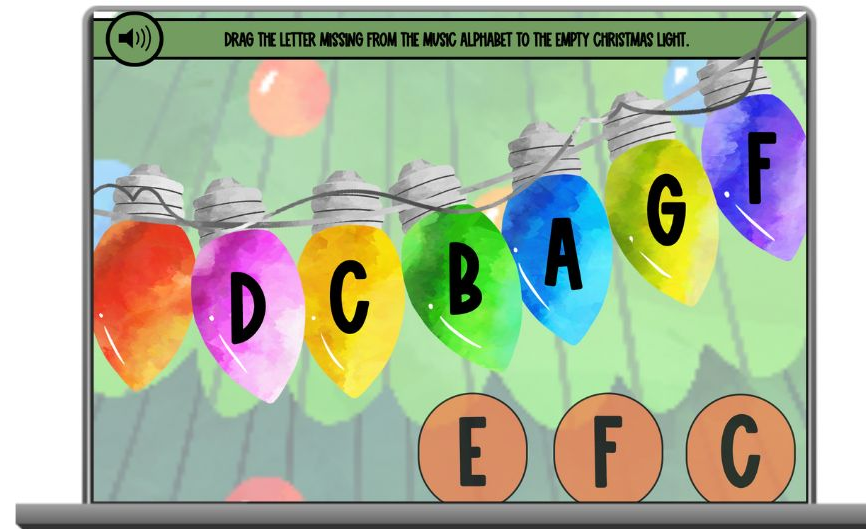 DRAG THE LETTER MISSING FROM THE MUSIC ALPHABET TO THE EMPTY CHRISTMAS LIGHT.
D C B A G F
E F C